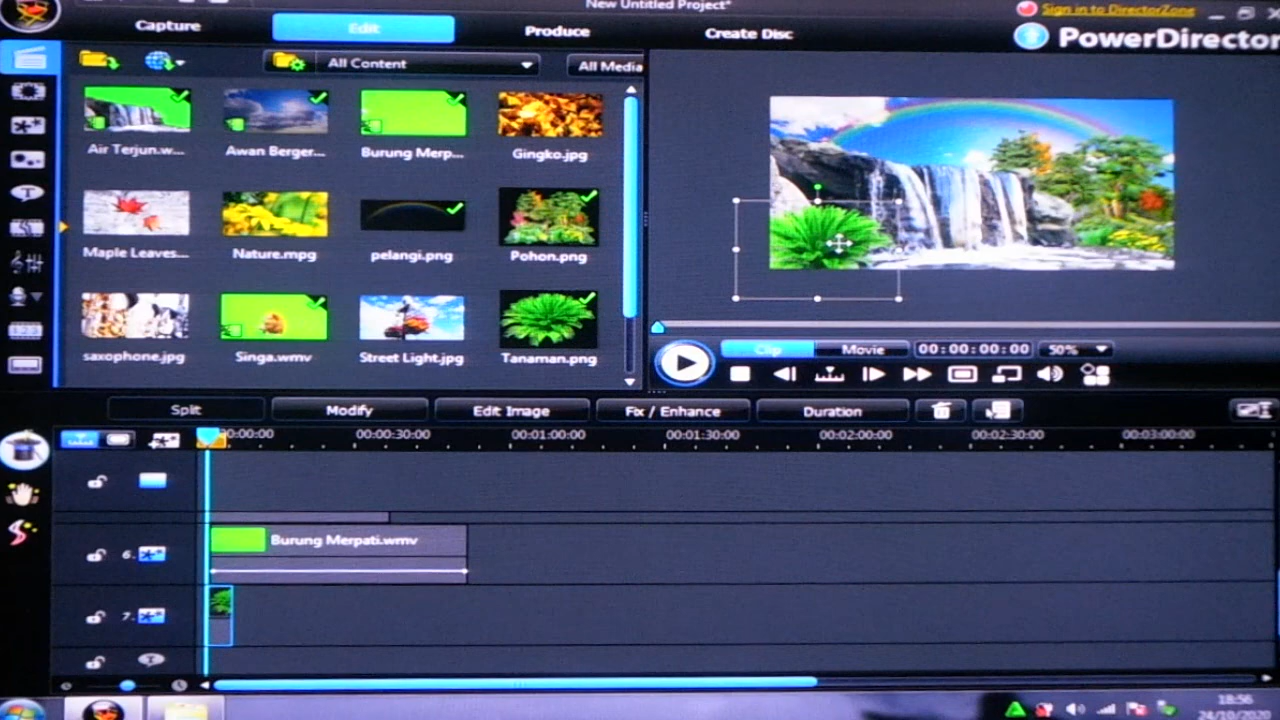 New Untitled Project*
Sign in to DirectorZone
Capture
Edit
Produce
Create Disc
PowerDirector
All Content
All Media
Air Terjun.w...
Awan Berger...
Burung Merp...
Gingko.jpg
Maple Leaves...
Nature.mpg
pelangi.png
Pohon.png
saxophone.jpg
Singa.wmv
Street Light.jpg
Tanaman.png
Clip
Movie
00:00:00:00
50%
Split
Modify
Edit Image
Fix / Enhance
Duration
00:00:00
00:00:30:00
00:01:00:00
00:01:30:00
00:02:00:00
00:02:30:00
00:03:00:00
6.
Burung Merpati.wmv
7.
18:56
24/10/2020